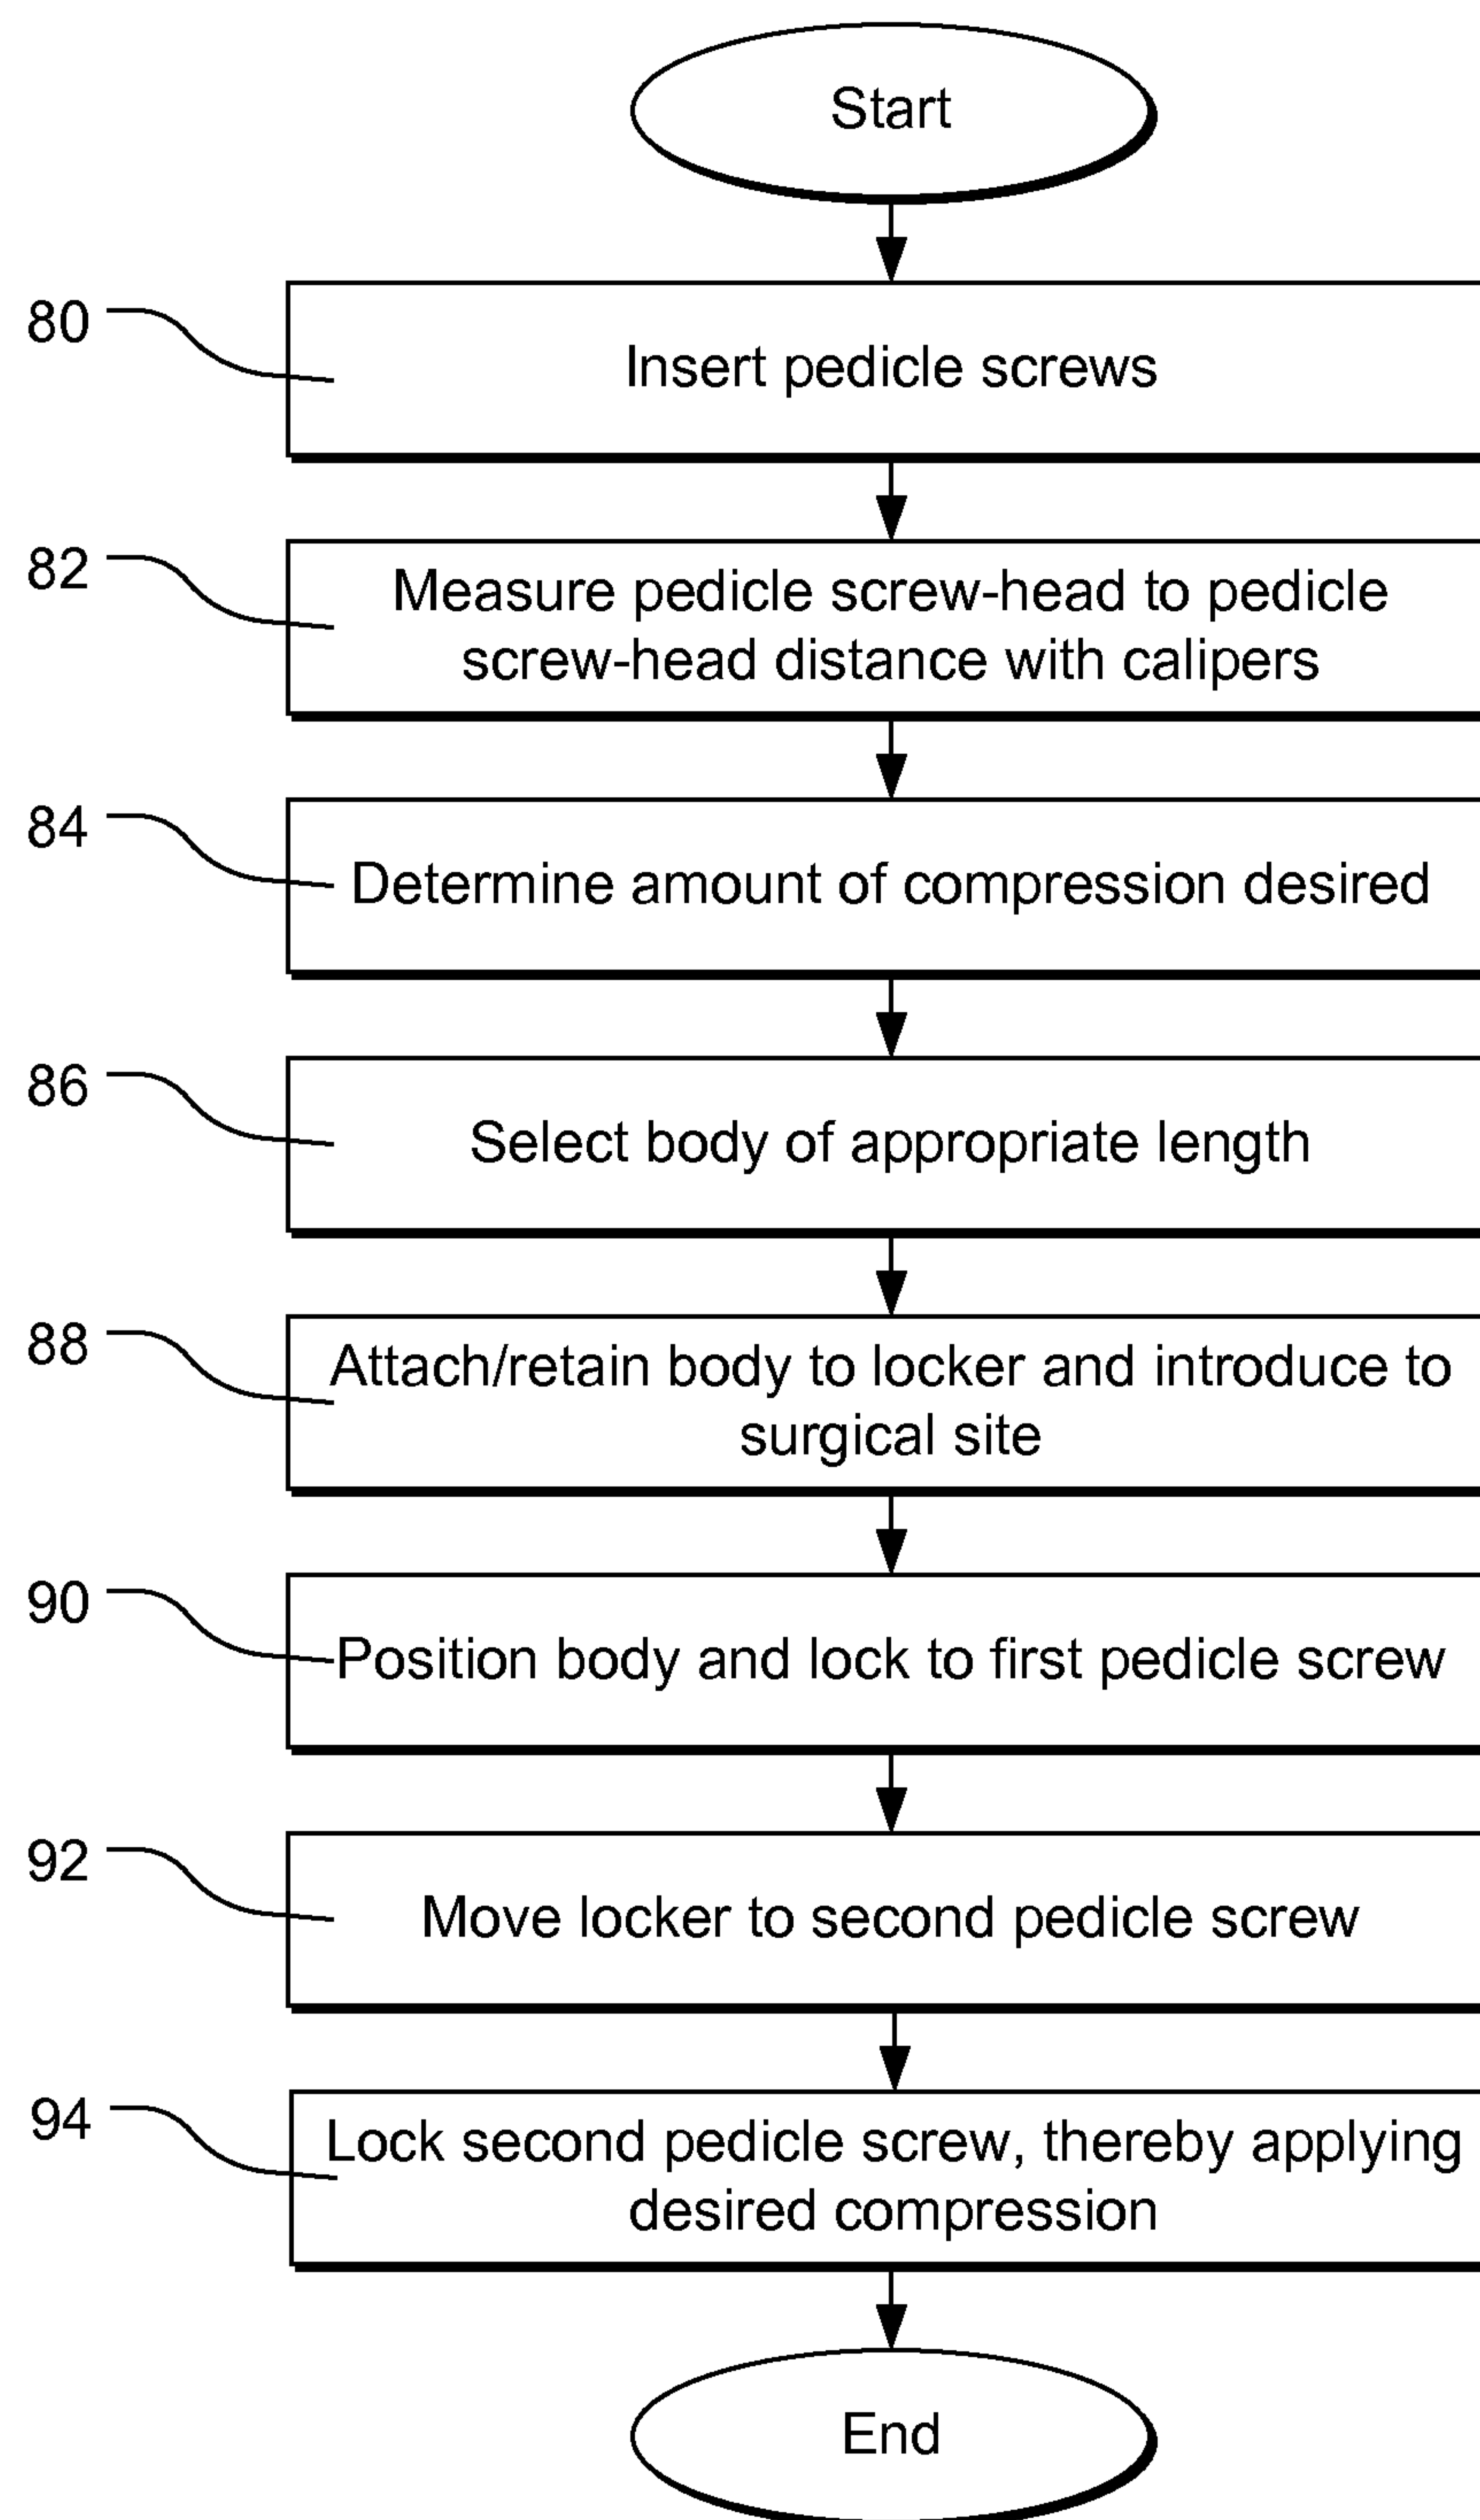 Start
80
Insert pedicle screws
82
Measure pedicle screw-head to pedicle
screw-head distance with calipers
84
Determine amount of compression desired
86
Select body of appropriate length
88
Attach/retain body to locker and introduce to
surgical site
90
Position body and lock to first pedicle screw
92
Move locker to second pedicle screw
94
Lock second pedicle screw, thereby applying
desired compression
End